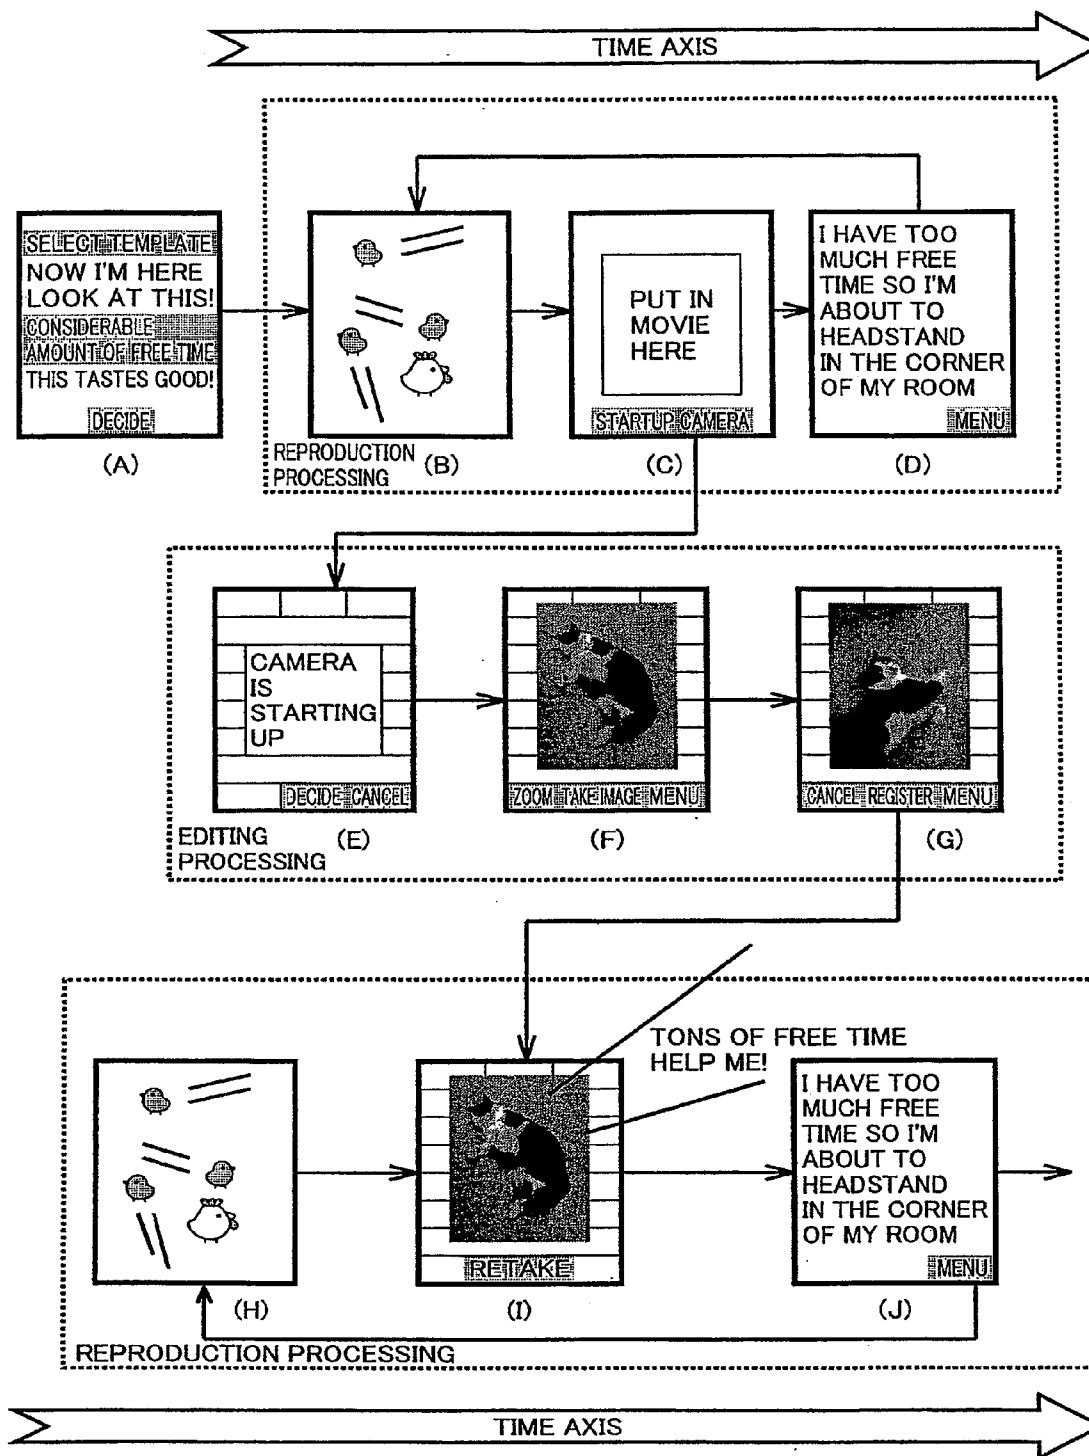 TIME AXIS
SELECT TEMPLATE
NOW I'M HERE
LOOK AT THIS!
CONSIDERABLE
AMOUNT OF FREE TIME
THIS TASTES GOOD!
DECIDE
(A)
REPRODUCTION
PROCESSING
(B)
PUT IN
MOVIE
HERE
STARTUP CAMERA
(C)
I HAVE TOO
MUCH FREE
TIME SO I'M
ABOUT TO
HEADSTAND
IN THE CORNER
OF MY ROOM
MENU
(D)
CAMERA
IS
STARTING
UP
DECIDE CANCEL
(E)
EDITING
PROCESSING
ZOOM TAKE IMAGE MENU
(F)
CANCEL REGISTER MENU
(G)
TONS OF FREE TIME
HELP ME!
(H)
RETAKE
(I)
I HAVE TOO
MUCH FREE
TIME SO I'M
ABOUT TO
HEADSTAND
IN THE CORNER
OF MY ROOM
MENU
(J)
REPRODUCTION PROCESSING
TIME AXIS